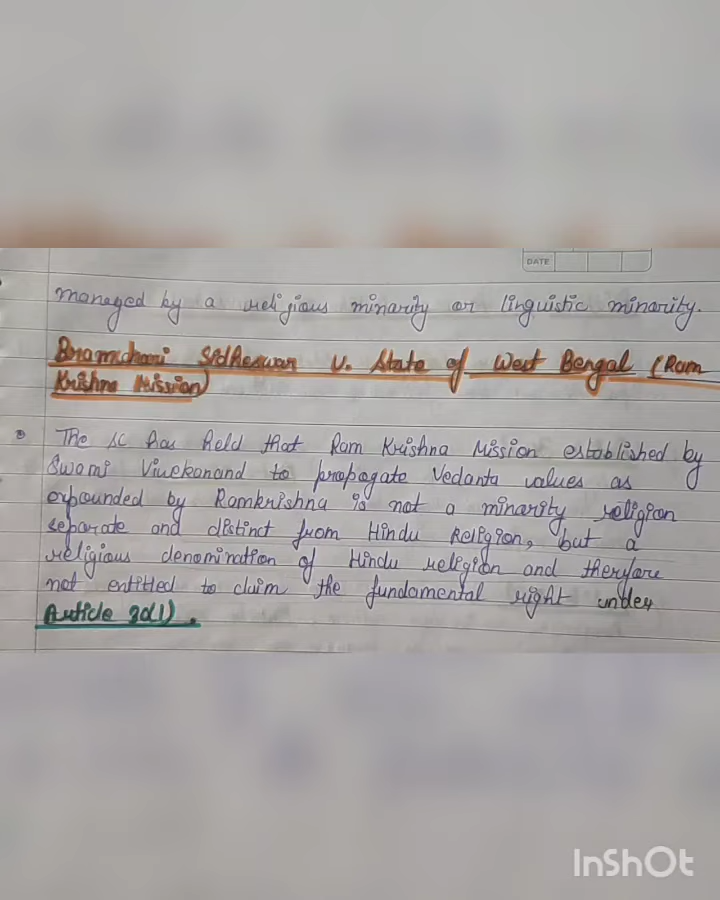 DATE
managed by a religious minority or linguistic minority.
Bramchari Sidheswar V. State of West Bengal (Ram
Krishna Mission)
The SC has held that Ram Krishna Mission established by
Swami Vivekanand to propagate Vedanta values as
expounded by Ramkrishna is not a minority religion
separate and distinct from Hindu Religion, but a
religious denomination of Hindu religion and therefore
not entitled to claim the fundamental right under
Article 30(1).
InShOt